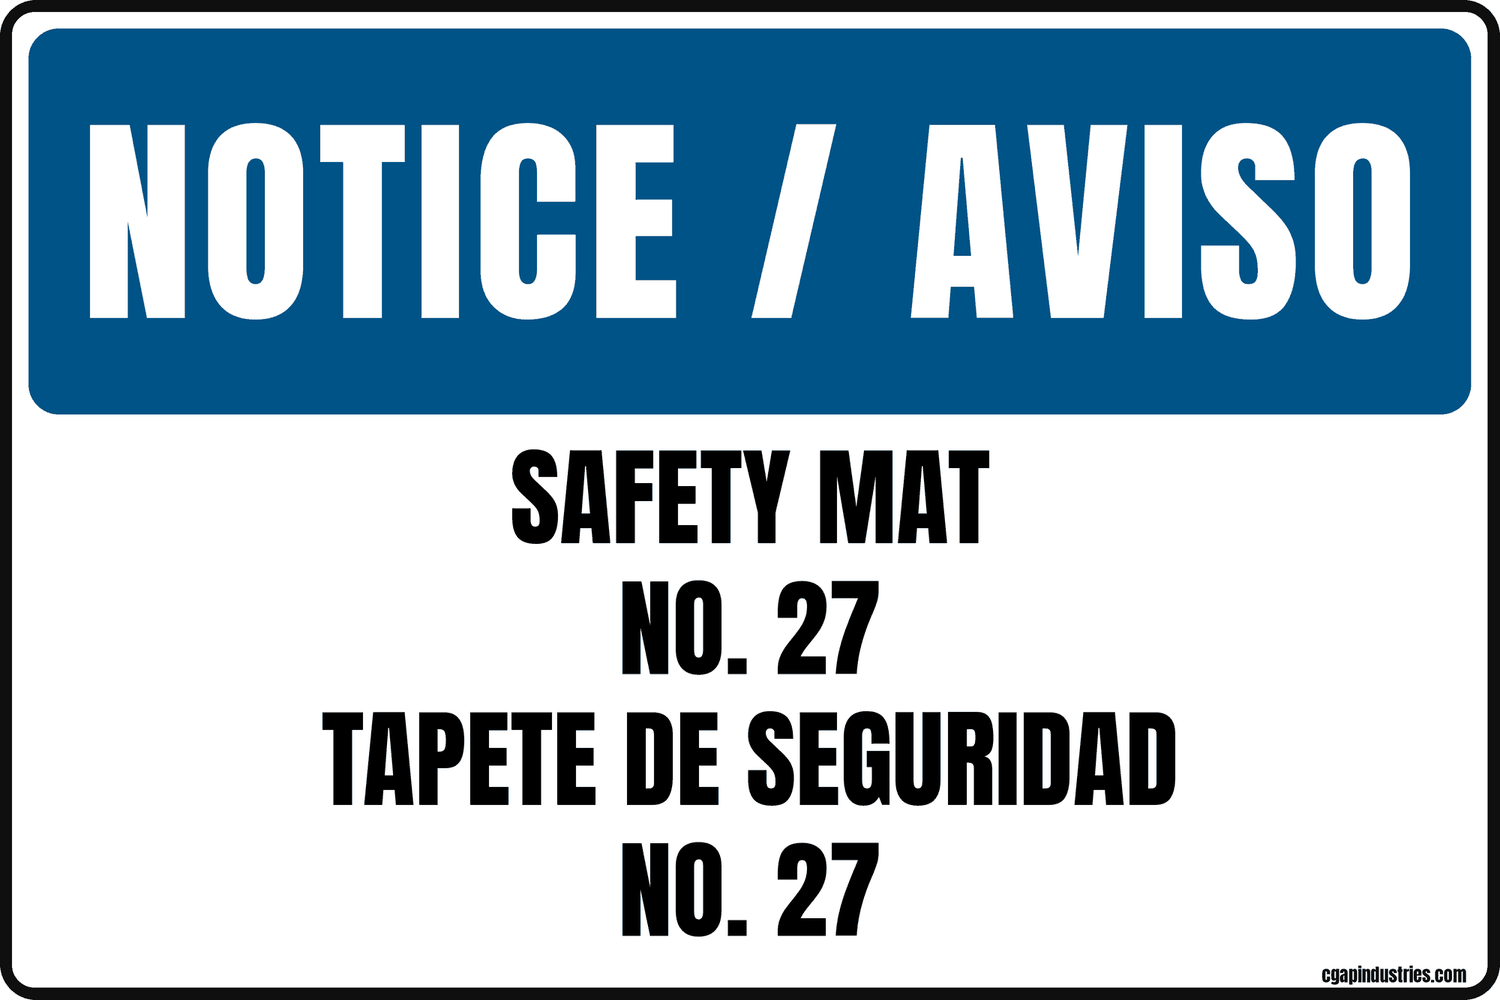 NOTICE / AVISO
SAFETY MAT
NO. 27
TAPETE DE SEGURIDAD
NO. 27
cgapindustries.com